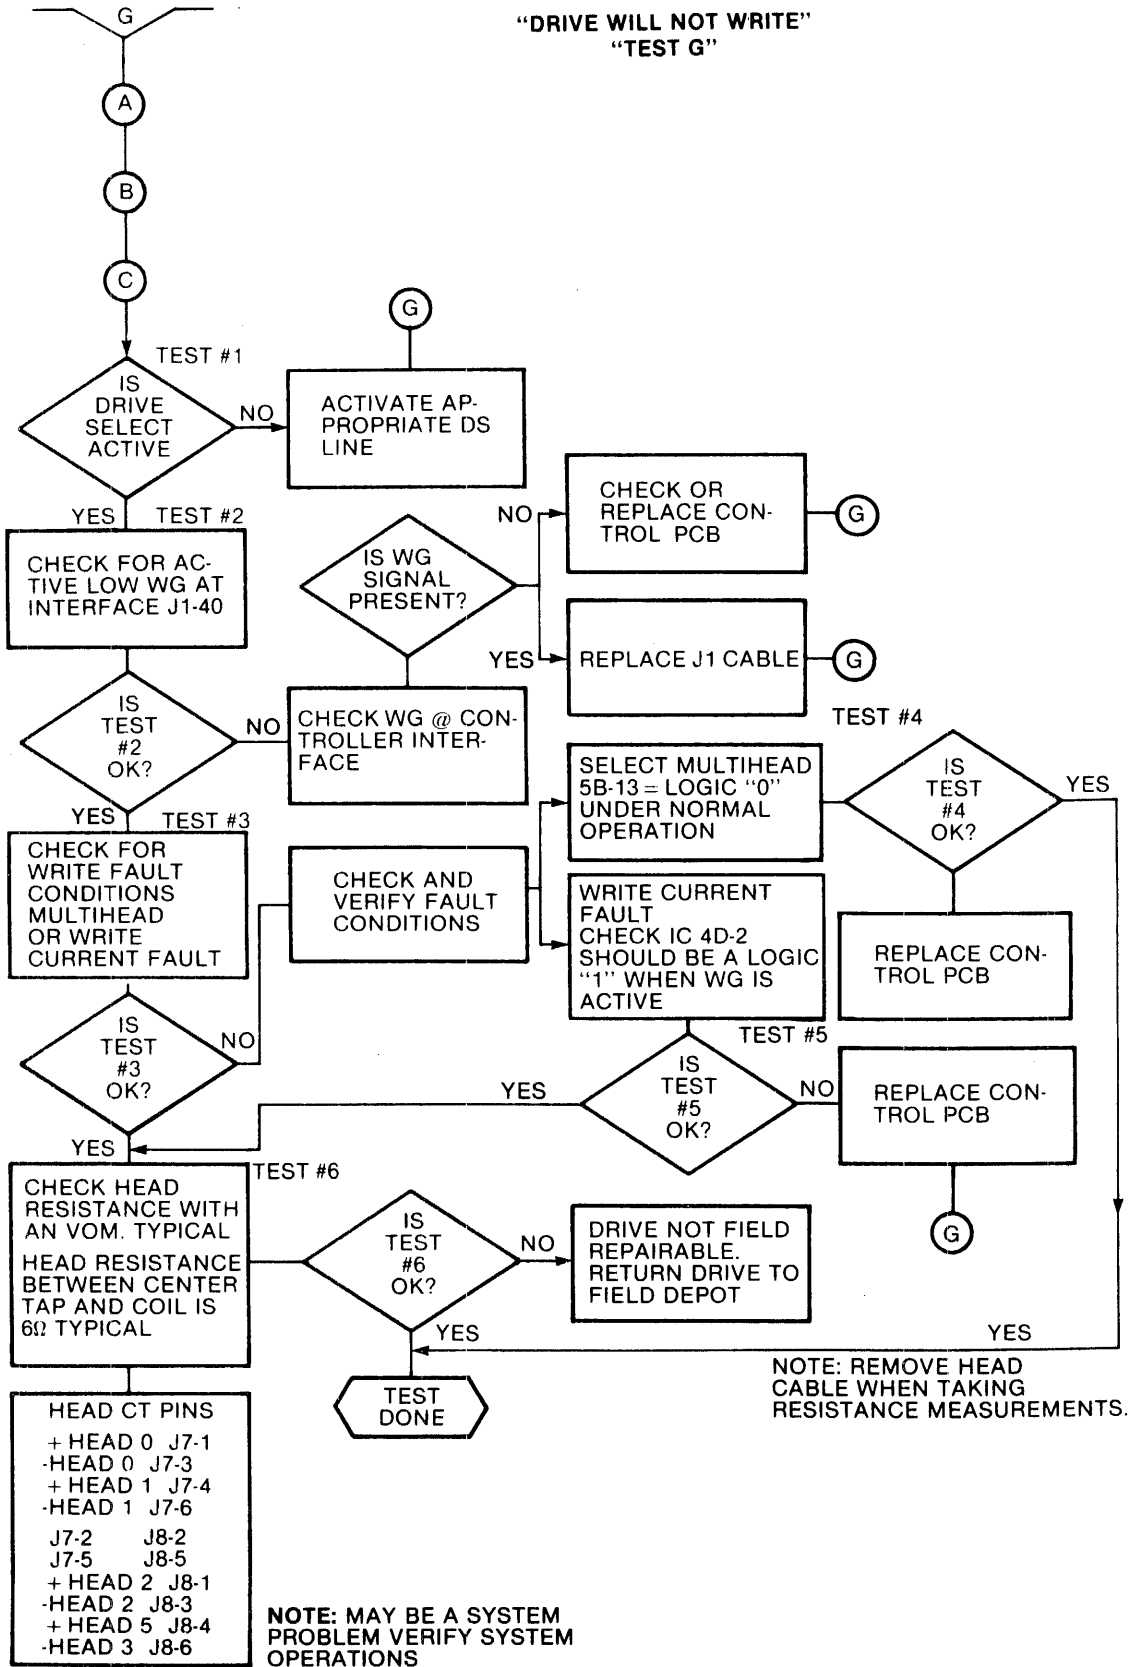 G
"DRIVE WILL NOT WRITE"
"TEST G"
A
B
C
G
TEST #1
IS
DRIVE
SELECT
ACTIVE
NO
ACTIVATE AP-
PROPRIATE DS
LINE
YES
TEST #2
CHECK FOR AC-
TIVE LOW WG AT
INTERFACE J1-40
IS WG
SIGNAL
PRESENT?
NO
CHECK OR
REPLACE CON-
TROL PCB
G
YES
REPLACE J1 CABLE
G
IS
TEST
#2
OK?
NO
CHECK WG @ CON-
TROLLER INTER-
FACE
TEST #4
SELECT MULTIHEAD
5B-13 = LOGIC "0"
UNDER NORMAL
OPERATION
IS
TEST
#4
OK?
YES
YES
TEST #3
CHECK FOR
WRITE FAULT
CONDITIONS
MULTIHEAD
OR WRITE
CURRENT FAULT
CHECK AND
VERIFY FAULT
CONDITIONS
WRITE CURRENT
FAULT
CHECK IC 4D-2
SHOULD BE A LOGIC
"1" WHEN WG IS
ACTIVE
REPLACE CON-
TROL PCB
IS
TEST
#3
OK?
NO
TEST #5
IS
TEST
#5
OK?
YES
NO
REPLACE CON-
TROL PCB
G
YES
TEST #6
CHECK HEAD
RESISTANCE WITH
AN VOM. TYPICAL
HEAD RESISTANCE
BETWEEN CENTER
TAP AND COIL IS
6Ω TYPICAL
IS
TEST
#6
OK?
NO
DRIVE NOT FIELD
REPAIRABLE.
RETURN DRIVE TO
FIELD DEPOT
YES
YES
TEST
DONE
NOTE: REMOVE HEAD
CABLE WHEN TAKING
RESISTANCE MEASUREMENTS.
HEAD CT PINS
+ HEAD 0 J7-1
-HEAD 0 J7-3
+ HEAD 1 J7-4
-HEAD 1 J7-6
J7-2 J8-2
J7-5 J8-5
+ HEAD 2 J8-1
-HEAD 2 J8-3
+ HEAD 5 J8-4
-HEAD 3 J8-6
NOTE: MAY BE A SYSTEM
PROBLEM VERIFY SYSTEM
OPERATIONS